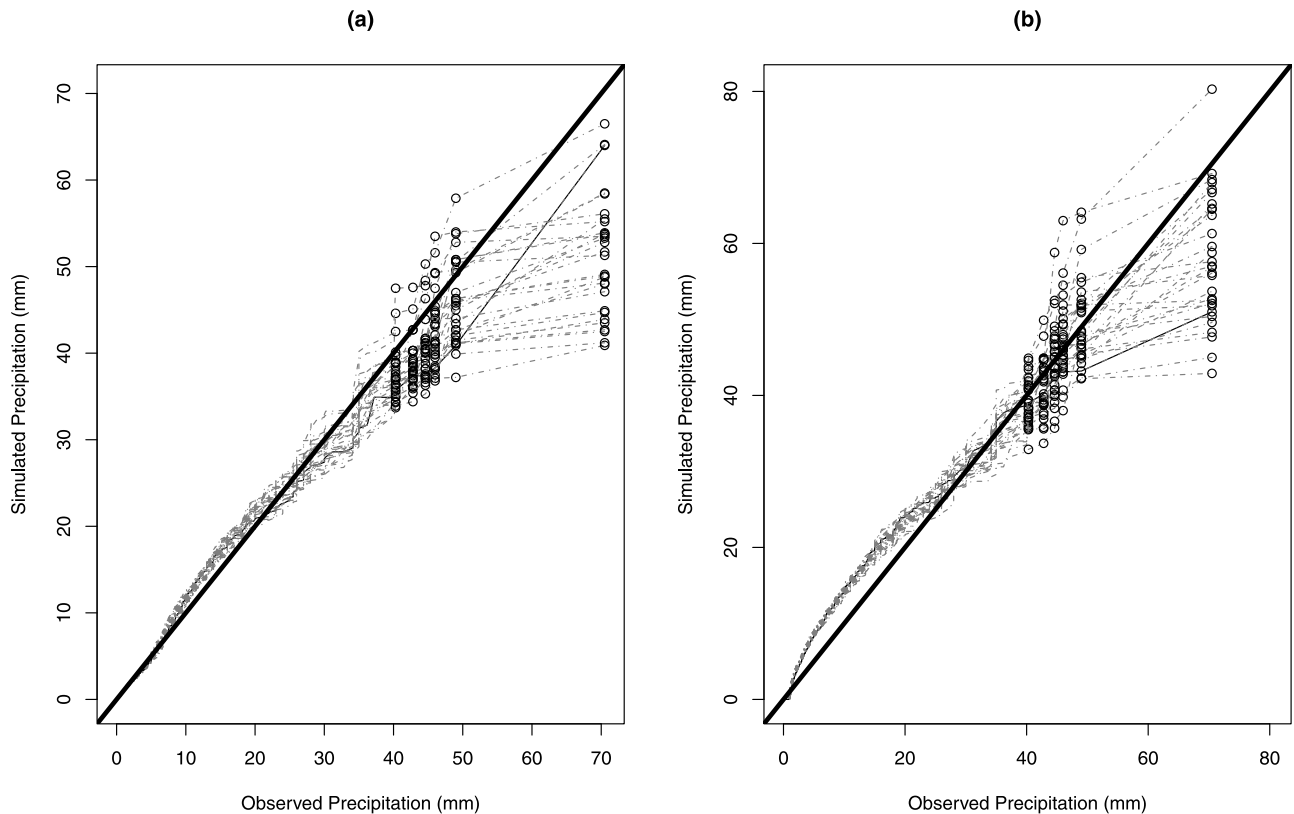 (a)
70
60
50
40
30
20
10
0
Simulated Precipitation (mm)
0 10 20 30 40 50 60 70
Observed Precipitation (mm)
(b)
80
60
40
20
0
Simulated Precipitation (mm)
0 20 40 60 80
Observed Precipitation (mm)